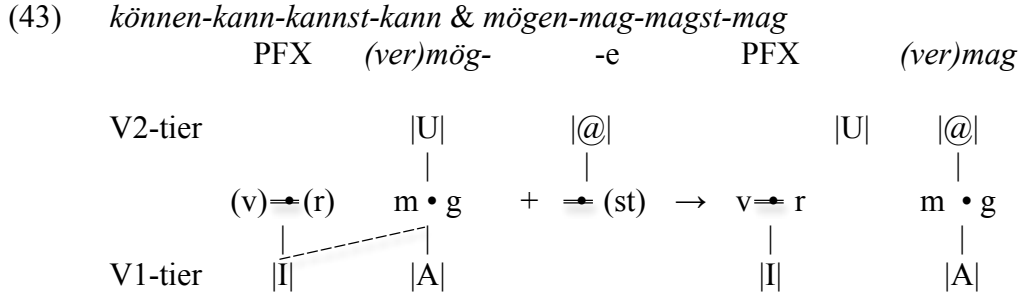 (43) können-kann-kannst-kann & mögen-mag-magst-mag
PFX (ver)mög- -e PFX (ver)mag
V2-tier |U| |@| |U| |@|
(v) • (r) m • g + • (st) → v • r m • g
V1-tier |I| |A| |I| |A|